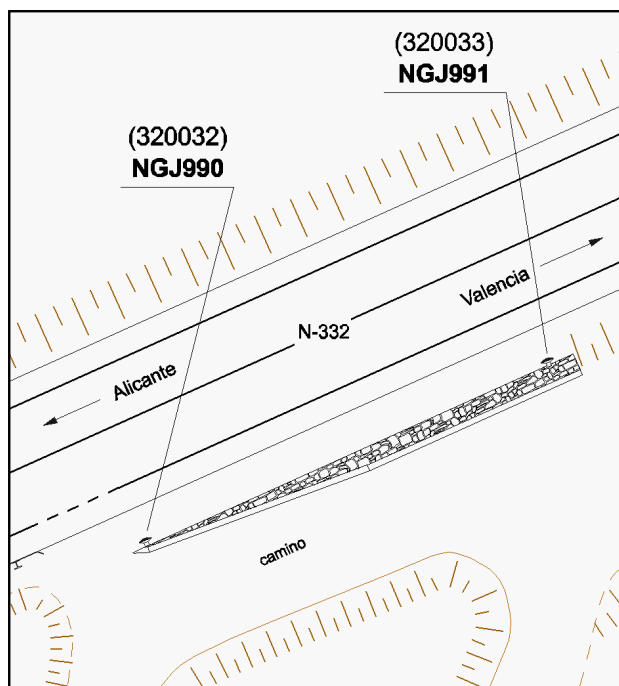 (320033)
NGJ991
(320032)
NGJ990
Valencia
N-332
Alicante
camino